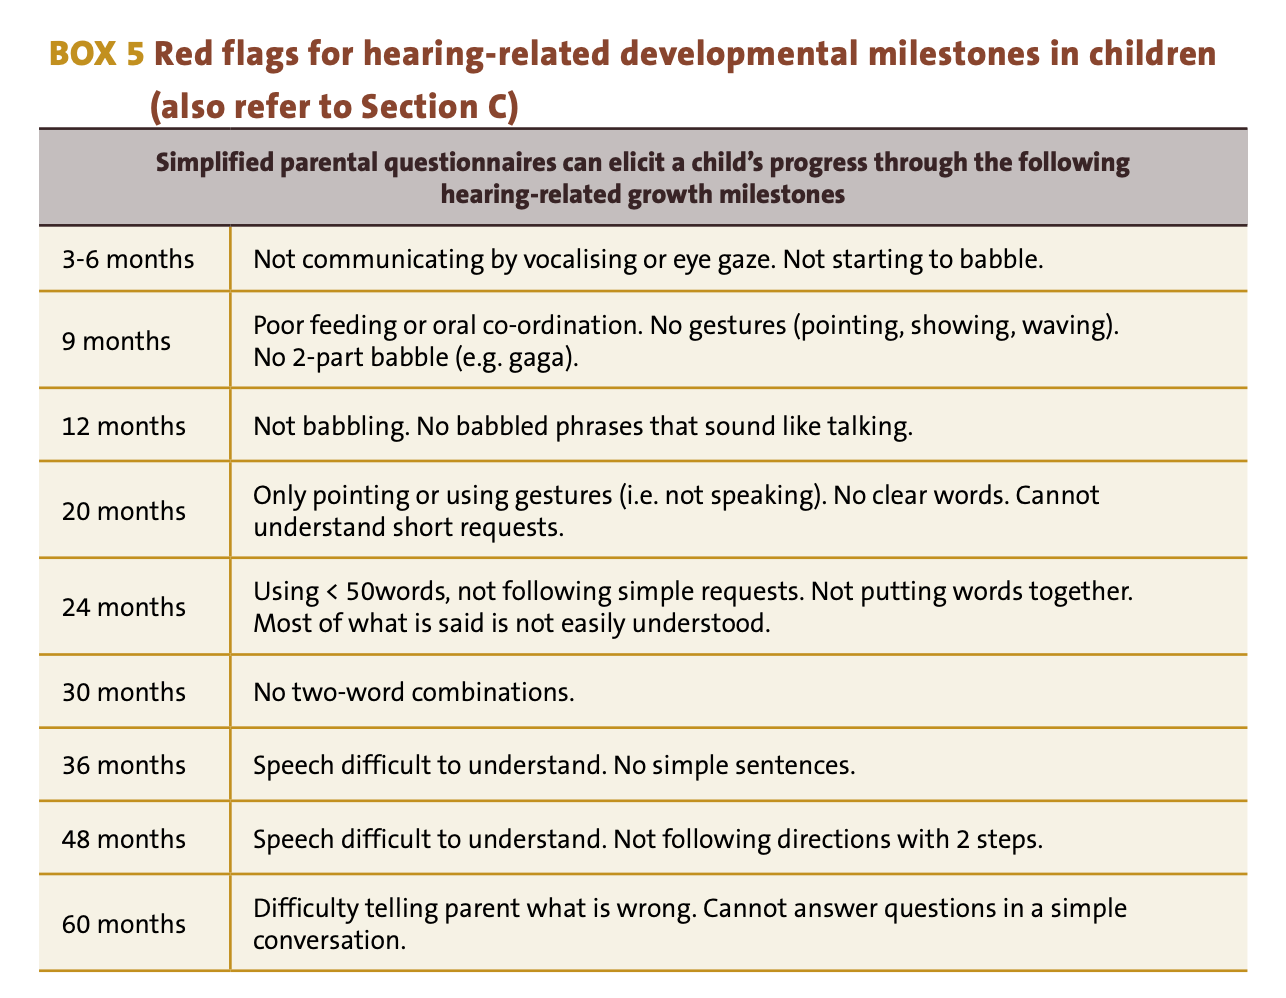 BOX 5 Red flags for hearing-related developmental milestones in children
(also refer to Section C)
Simplified parental questionnaires can elicit a child’s progress through the following
hearing-related growth milestones
3-6 months
Not communicating by vocalising or eye gaze. Not starting to babble.
9 months
Poor feeding or oral co-ordination. No gestures (pointing, showing, waving).
No 2-part babble (e.g. gaga).
12 months
Not babbling. No babbled phrases that sound like talking.
20 months
Only pointing or using gestures (i.e. not speaking). No clear words. Cannot
understand short requests.
24 months
Using < 50words, not following simple requests. Not putting words together.
Most of what is said is not easily understood.
30 months
No two-word combinations.
36 months
Speech difficult to understand. No simple sentences.
48 months
Speech difficult to understand. Not following directions with 2 steps.
60 months
Difficulty telling parent what is wrong. Cannot answer questions in a simple
conversation.